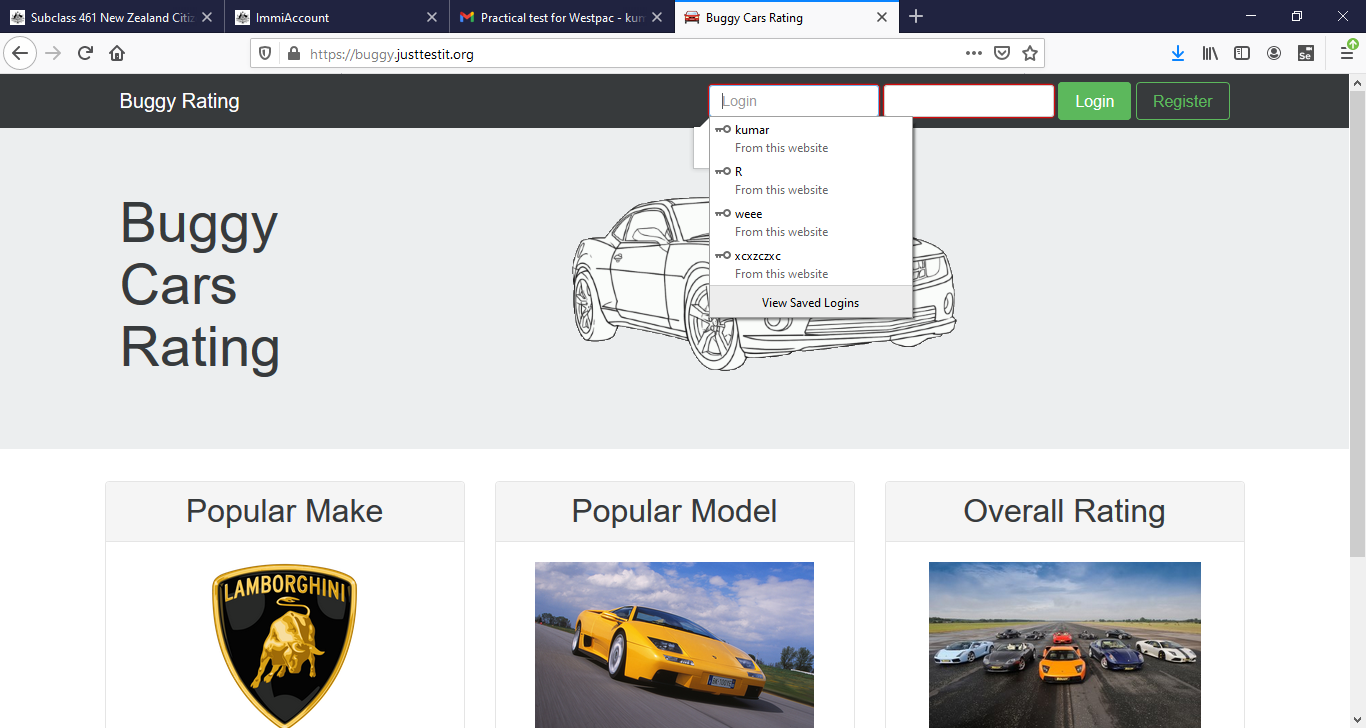 Subclass 461 New Zealand Citiz
ImmiAccount
Practical test for Westpac - kum
Buggy Cars Rating
https://buggy.justtestit.org
Se
Buggy Rating
Login
Login
Register
kumar
From this website
R
From this website
weee
From this website
xcxzczxc
From this website
View Saved Logins
Buggy
Cars
Rating
Popular Make
Popular Model
Overall Rating
LAMBORGHINI